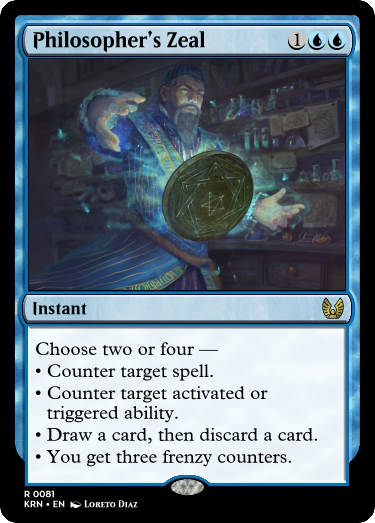 Philosopher's Zeal 1
Instant
Choose two or four —
• Counter target spell.
• Counter target activated or
triggered ability.
• Draw a card, then discard a card.
• You get three frenzy counters.
R 0081
KRN • EN Loreto Diaz